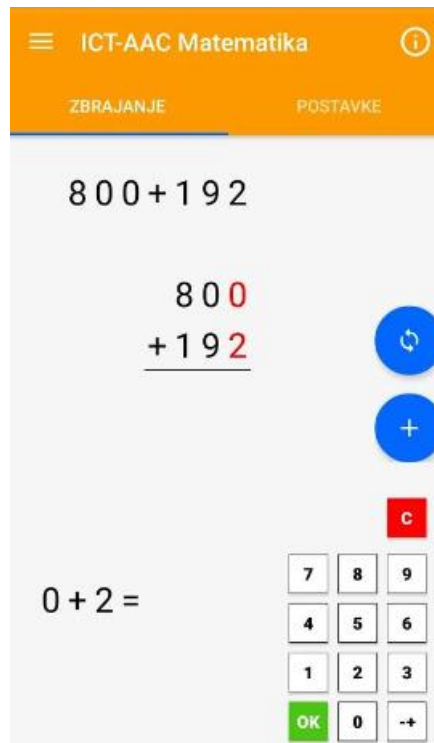 ICT-AAC Matematika
ZBRAJANJE POSTAVKE
800+192
800
+192
C
7 8 9
0+2=
4 5 6
1 2 3
OK 0 -+